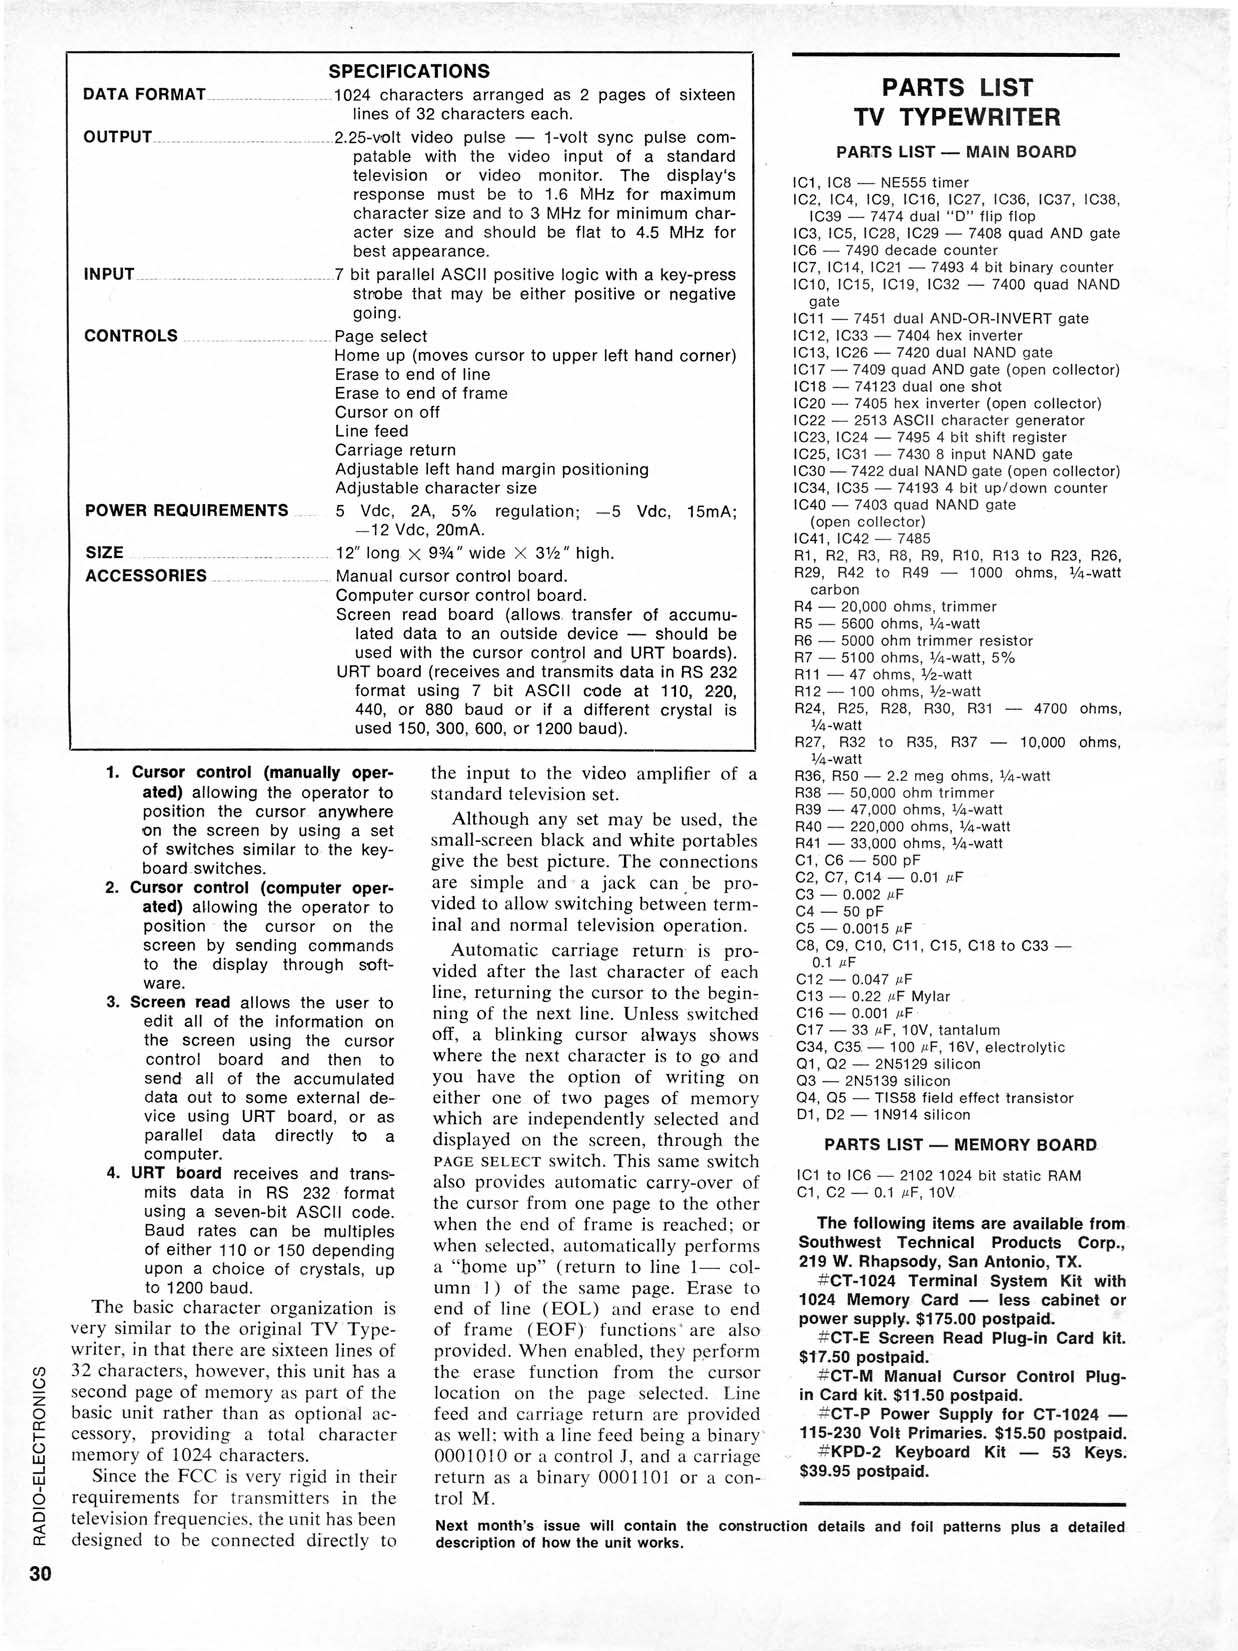 SPECIFICATIONS
DATA FORMAT 1024 characters arranged as 2 pages of sixteen
lines of 32 characters each.
OUTPUT 2.25-volt video pulse — 1-volt sync pulse com-
patable with the video input of a standard
television or video monitor. The display's
response must be to 1.6 MHz for maximum
character size and to 3 MHz for minimum char-
acter size and should be flat to 4.5 MHz for
best appearance.
INPUT 7 bit parallel ASCII positive logic with a key-press
strobe that may be either positive or negative
going.
CONTROLS Page select
Home up (moves cursor to upper left hand corner)
Erase to end of line
Erase to end of frame
Cursor on off
Line feed
Carriage return
Adjustable left hand margin positioning
Adjustable character size
POWER REQUIREMENTS 5 Vdc, 2A, 5% regulation; —5 Vdc, 15mA;
—12 Vdc, 20mA.
SIZE 12" long × 9¾" wide × 3½" high.
ACCESSORIES Manual cursor control board.
Computer cursor control board.
Screen read board (allows transfer of accumu-
lated data to an outside device — should be
used with the cursor control and URT boards).
URT board (receives and transmits data in RS 232
format using 7 bit ASCII code at 110, 220,
440, or 880 baud or if a different crystal is
used 150, 300, 600, or 1200 baud).
1. Cursor control (manually oper-
ated) allowing the operator to
position the cursor anywhere
on the screen by using a set
of switches similar to the key-
board switches.
2. Cursor control (computer oper-
ated) allowing the operator to
position the cursor on the
screen by sending commands
to the display through soft-
ware.
3. Screen read allows the user to
edit all of the information on
the screen using the cursor
control board and then to
send all of the accumulated
data out to some external de-
vice using URT board, or as
parallel data directly to a
computer.
4. URT board receives and trans-
mits data in RS 232 format
using a seven-bit ASCII code.
Baud rates can be multiples
of either 110 or 150 depending
upon a choice of crystals, up
to 1200 baud.
The basic character organization is
very similar to the original TV Type-
writer, in that there are sixteen lines of
32 characters, however, this unit has a
second page of memory as part of the
basic unit rather than as optional ac-
cessory, providing a total character
memory of 1024 characters.
Since the FCC is very rigid in their
requirements for transmitters in the
television frequencies, the unit has been
designed to be connected directly to
the input to the video amplifier of a
standard television set.
Although any set may be used, the
small-screen black and white portables
give the best picture. The connections
are simple and a jack can be pro-
vided to allow switching between term-
inal and normal television operation.
Automatic carriage return is pro-
vided after the last character of each
line, returning the cursor to the begin-
ning of the next line. Unless switched
off, a blinking cursor always shows
where the next character is to go and
you have the option of writing on
either one of two pages of memory
which are independently selected and
displayed on the screen, through the
PAGE SELECT switch. This same switch
also provides automatic carry-over of
the cursor from one page to the other
when the end of frame is reached; or
when selected, automatically performs
a "home up" (return to line 1— col-
umn 1) of the same page. Erase to
end of line (EOL) and erase to end
of frame (EOF) functions are also
provided. When enabled, they perform
the erase function from the cursor
location on the page selected. Line
feed and carriage return are provided
as well; with a line feed being a binary
0001010 or a control J, and a carriage
return as a binary 0001101 or a con-
trol M.
PARTS LIST
TV TYPEWRITER
PARTS LIST — MAIN BOARD
IC1, IC8 — NE555 timer
IC2, IC4, IC9, IC16, IC27, IC36, IC37, IC38,
IC39 — 7474 dual "D" flip flop
IC3, IC5, IC28, IC29 — 7408 quad AND gate
IC6 — 7490 decade counter
IC7, IC14, IC21 — 7493 4 bit binary counter
IC10, IC15, IC19, IC32 — 7400 quad NAND
gate
IC11 — 7451 dual AND-OR-INVERT gate
IC12, IC33 — 7404 hex inverter
IC13, IC26 — 7420 dual NAND gate
IC17 — 7409 quad AND gate (open collector)
IC18 — 74123 dual one shot
IC20 — 7405 hex inverter (open collector)
IC22 — 2513 ASCII character generator
IC23, IC24 — 7495 4 bit shift register
IC25, IC31 — 7430 8 input NAND gate
IC30 — 7422 dual NAND gate (open collector)
IC34, IC35 — 74193 4 bit up/down counter
IC40 — 7403 quad NAND gate
(open collector)
IC41, IC42 — 7485
R1, R2, R3, R8, R9, R10, R13 to R23, R26,
R29, R42 to R49 — 1000 ohms, ¼-watt
carbon
R4 — 20,000 ohms, trimmer
R5 — 5600 ohms, ¼-watt
R6 — 5000 ohm trimmer resistor
R7 — 5100 ohms, ¼-watt, 5%
R11 — 47 ohms, ½-watt
R12 — 100 ohms, ½-watt
R24, R25, R28, R30, R31 — 4700 ohms,
¼-watt
R27, R32 to R35, R37 — 10,000 ohms,
¼-watt
R36, R50 — 2.2 meg ohms, ¼-watt
R38 — 50,000 ohm trimmer
R39 — 47,000 ohms, ¼-watt
R40 — 220,000 ohms, ¼-watt
R41 — 33,000 ohms, ¼-watt
C1, C6 — 500 pF
C2, C7, C14 — 0.01 µF
C3 — 0.002 µF
C4 — 50 pF
C5 — 0.0015 µF
C8, C9, C10, C11, C15, C18 to C33 —
0.1 µF
C12 — 0.047 µF
C13 — 0.22 µF Mylar
C16 — 0.001 µF
C17 — 33 µF, 10V, tantalum
C34, C35 — 100 µF, 16V, electrolytic
Q1, Q2 — 2N5129 silicon
Q3 — 2N5139 silicon
Q4, Q5 — TIS58 field effect transistor
D1, D2 — 1N914 silicon
PARTS LIST — MEMORY BOARD
IC1 to IC6 — 2102 1024 bit static RAM
C1, C2 — 0.1 µF, 10V
The following items are available from
Southwest Technical Products Corp.,
219 W. Rhapsody, San Antonio, TX.
#CT-1024 Terminal System Kit with
1024 Memory Card — less cabinet or
power supply. $175.00 postpaid.
#CT-E Screen Read Plug-in Card kit.
$17.50 postpaid.
#CT-M Manual Cursor Control Plug-
in Card kit. $11.50 postpaid.
#CT-P Power Supply for CT-1024 —
115-230 Volt Primaries. $15.50 postpaid.
#KPD-2 Keyboard Kit — 53 Keys.
$39.95 postpaid.
Next month's issue will contain the construction details and foil patterns plus a detailed
description of how the unit works.
RADIO-ELECTRONICS
30